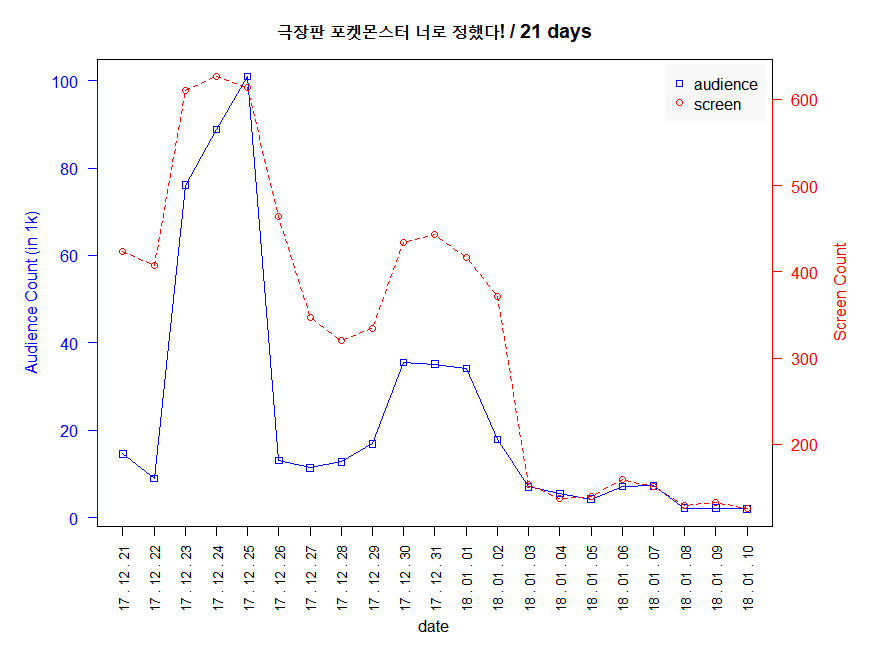 극장판 포켓몬스터 너로 정했다! / 21 days
audience
screen
Audience Count (in 1k)
100
80
60
40
20
0
600
500
400
300
200
Screen Count
17 . 12 . 21
17 . 12 . 22
17 . 12 . 23
17 . 12 . 24
17 . 12 . 25
17 . 12 . 26
17 . 12 . 27
17 . 12 . 28
17 . 12 . 29
17 . 12 . 30
17 . 12 . 31
18 . 01 . 01
18 . 01 . 02
18 . 01 . 03
18 . 01 . 04
18 . 01 . 05
18 . 01 . 06
18 . 01 . 07
18 . 01 . 08
18 . 01 . 09
18 . 01 . 10
date